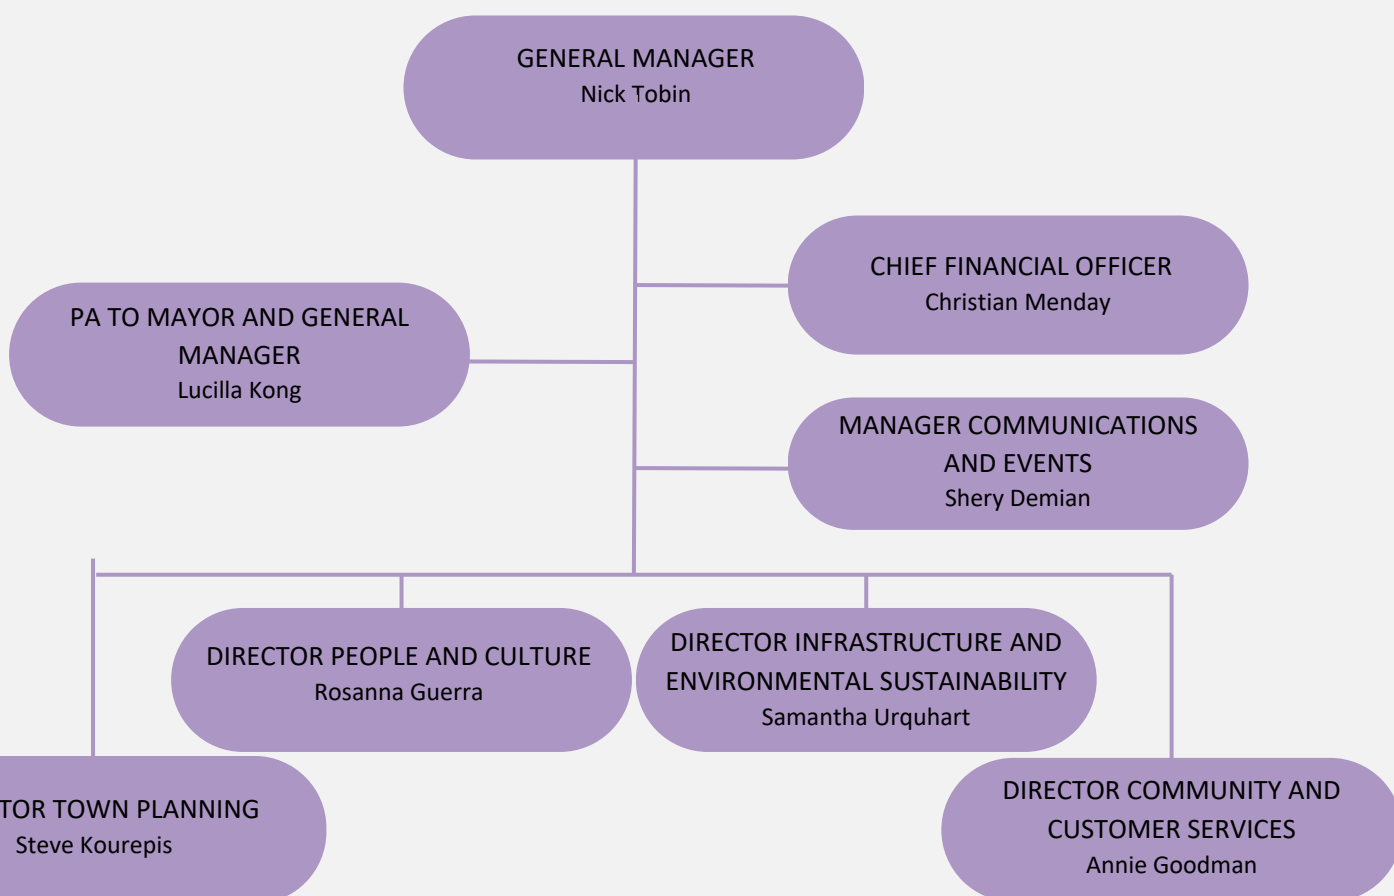 GENERAL MANAGER
Nick Tobin
CHIEF FINANCIAL OFFICER
Christian Menday
PA TO MAYOR AND GENERAL
MANAGER
Lucilla Kong
MANAGER COMMUNICATIONS
AND EVENTS
Shery Demian
DIRECTOR PEOPLE AND CULTURE
Rosanna Guerra
DIRECTOR INFRASTRUCTURE AND
ENVIRONMENTAL SUSTAINABILITY
Samantha Urquhart
TOR TOWN PLANNING
Steve Kourepis
DIRECTOR COMMUNITY AND
CUSTOMER SERVICES
Annie Goodman